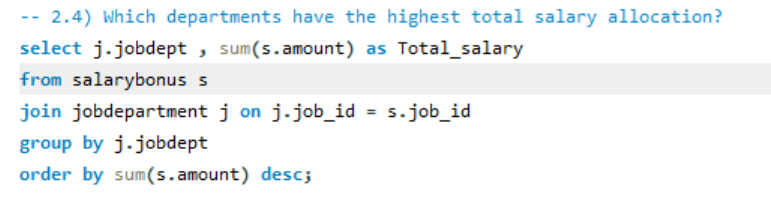 -- 2.4) Which departments have the highest total salary allocation?
select j.jobdept , sum(s.amount) as Total_salary
from salarybonus s
join jobdepartment j on j.job_id = s.job_id
group by j.jobdept
order by sum(s.amount) desc;